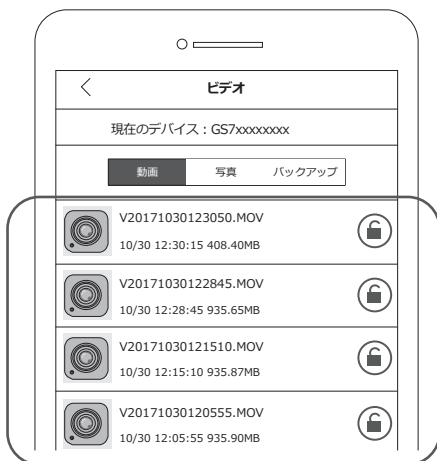 ビデオ
現在のデバイス：GS7xxxxxxxx
動画 写真 バックアップ
V20171030123050.MOV
10/30 12:30:15 408.40MB
V20171030122845.MOV
10/30 12:28:45 935.65MB
V20171030121510.MOV
10/30 12:15:10 935.87MB
V20171030120555.MOV
10/30 12:05:55 935.90MB